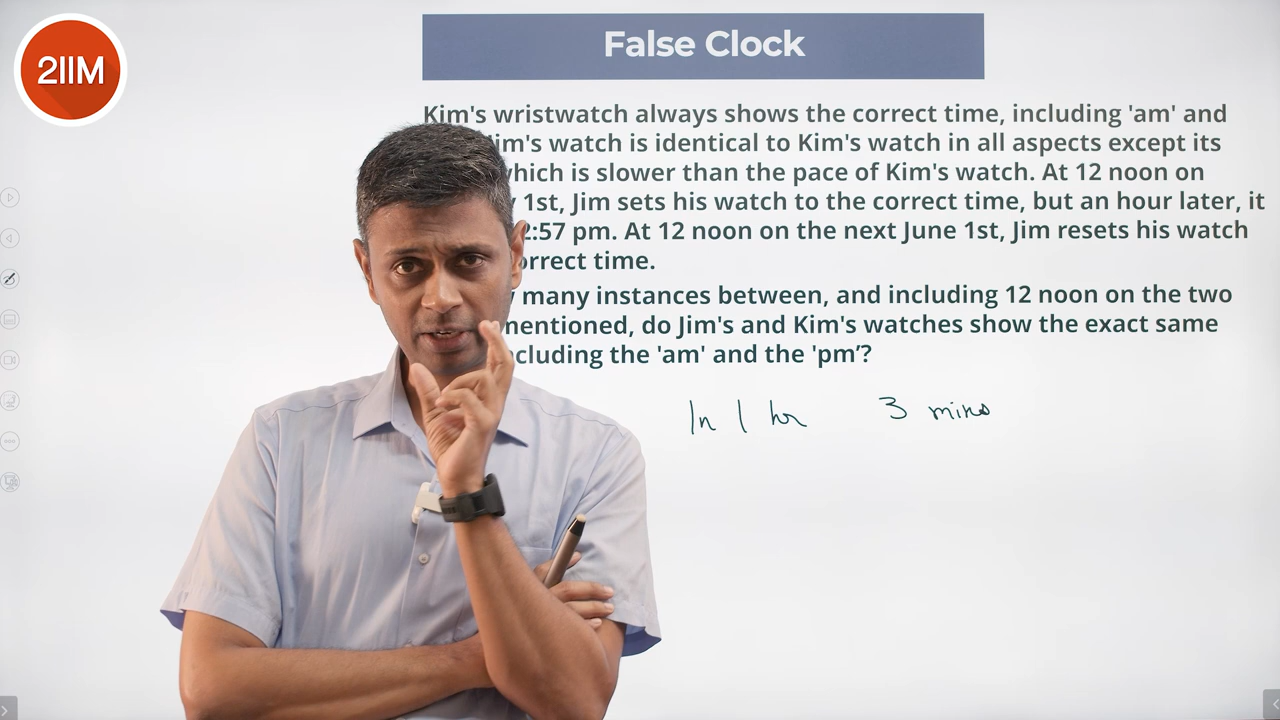 2IIM
False Clock
Kim's wristwatch always shows the correct time, including 'am' and
watch is identical to Kim's watch in all aspects except its
which is slower than the pace of Kim's watch. At 12 noon on
1st, Jim sets his watch to the correct time, but an hour later, it
:57 pm. At 12 noon on the next June 1st, Jim resets his watch
time.
many instances between, and including 12 noon on the two
do Jim's and Kim's watches show the exact same
the 'am' and the 'pm'?
In 1 hr 3 mins